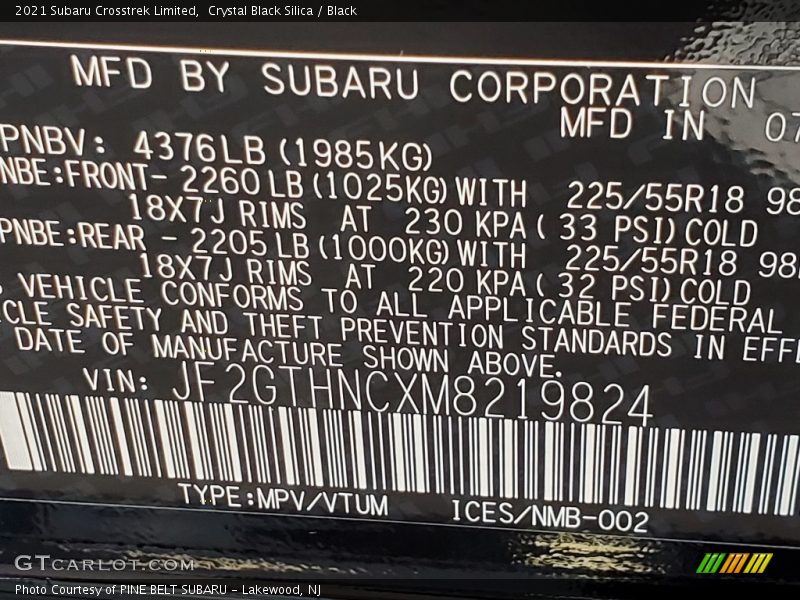 2021 Subaru Crosstrek Limited,  Crystal Black Silica / Black
MFD BY SUBARU CORPORATION
MFD IN 07
PNBV: 4376LB (1985KG)
NBE:FRONT- 2260 LB (1025KG) WITH 225/55R18 98
18X7J RIMS AT 230 KPA ( 33 PSI) COLD
PNBE:REAR - 2205 LB (1000KG) WITH 225/55R18 98
18X7J RIMS AT 220 KPA ( 32 PSI) COLD
VEHICLE CONFORMS TO ALL APPLICABLE FEDERAL
CLE SAFETY AND THEFT PREVENTION STANDARDS IN EFF
DATE OF MANUFACTURE SHOWN ABOVE.
VIN: JF2GTHNCXM8219824
TYPE:MPV/VTUM ICES/NMB-002
GTCARLOT.COM
Photo Courtesy of PINE BELT SUBARU - Lakewood, NJ